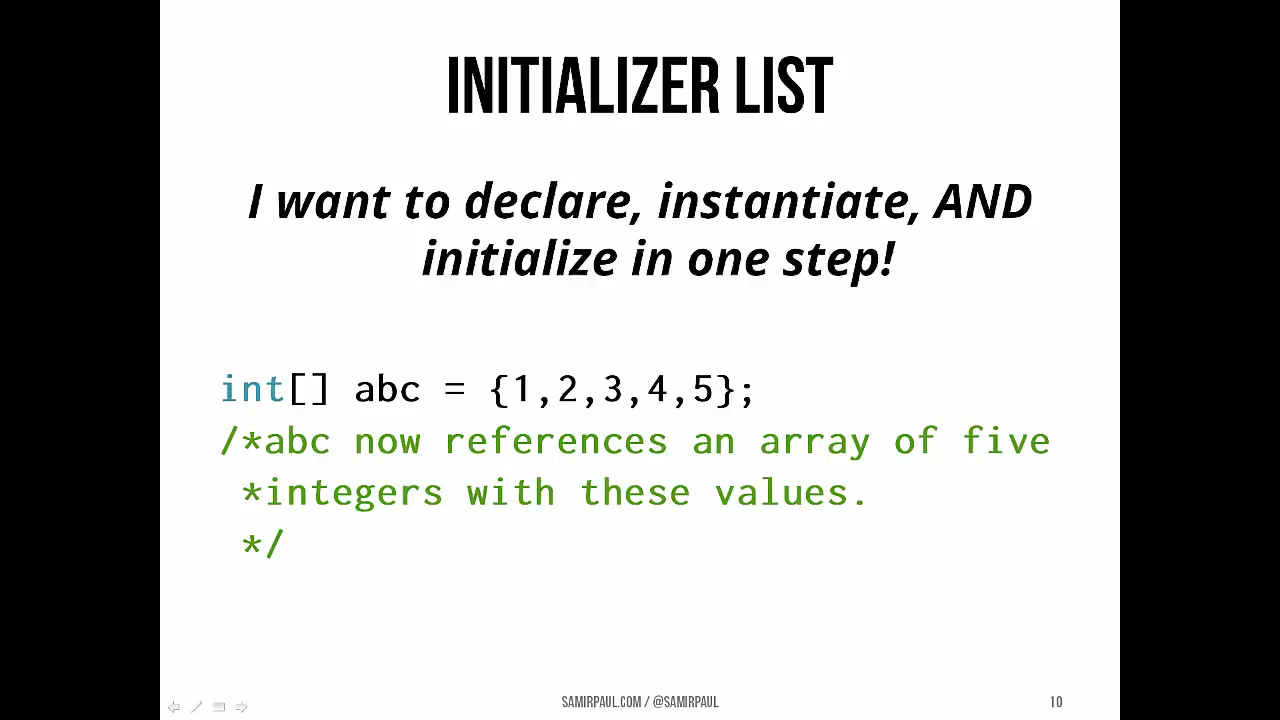 INITIALIZER LIST
I want to declare, instantiate, AND
initialize in one step!
int[] abc = {1,2,3,4,5};
/*abc now references an array of five
*integers with these values.
*/
SAMIRPAUL.COM / @SAMIRPAUL
10